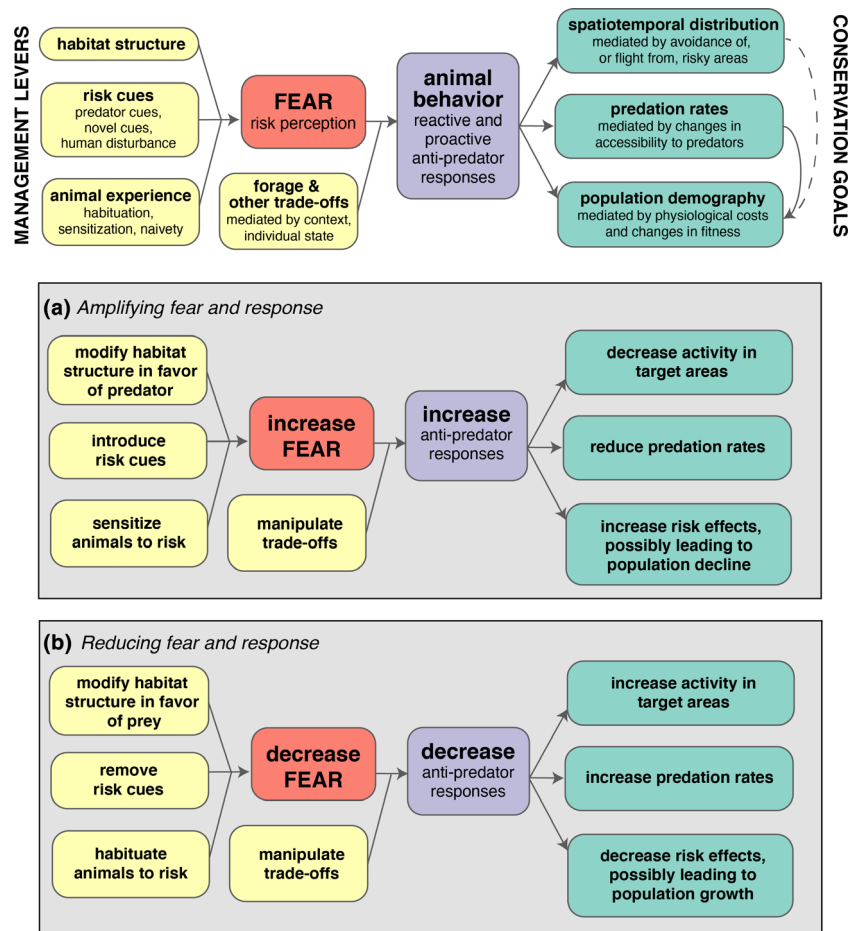 MANAGEMENT LEVERS
habitat structure
risk cues
predator cues,
novel cues,
human disturbance
animal experience
habituation,
sensitization, naivety
FEAR
risk perception
forage &
other trade-offs
mediated by context,
individual state
animal
behavior
reactive and
proactive
anti-predator
responses
spatiotemporal distribution
mediated by avoidance of,
or flight from, risky areas
predation rates
mediated by changes in
accessibility to predators
population demography
mediated by physiological costs
and changes in fitness
CONSERVATION GOALS
(a) Amplifying fear and response
modify habitat
structure in favor
of predator
introduce
risk cues
sensitize
animals to risk
increase
FEAR
manipulate
trade-offs
increase
anti-predator
responses
decrease activity in
target areas
reduce predation rates
increase risk effects,
possibly leading to
population decline
(b) Reducing fear and response
modify habitat
structure in favor
of prey
remove
risk cues
habituate
animals to risk
decrease
FEAR
manipulate
trade-offs
decrease
anti-predator
responses
increase activity in
target areas
increase predation rates
decrease risk effects,
possibly leading to
population growth